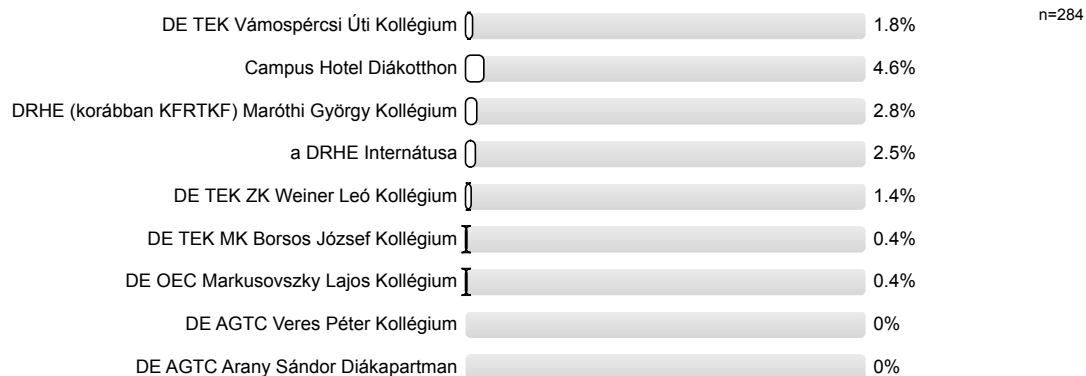 DE TEK Vámospércsi Úti Kollégium 1.8% n=284
Campus Hotel Diákotthon 4.6%
DRHE (korábban KFRTKF) Maróthi György Kollégium 2.8%
a DRHE Internátusa 2.5%
DE TEK ZK Weiner Leó Kollégium 1.4%
DE TEK MK Borsos József Kollégium 0.4%
DE OEC Markusovszky Lajos Kollégium 0.4%
DE AGTC Veres Péter Kollégium 0%
DE AGTC Arany Sándor Diákapartman 0%